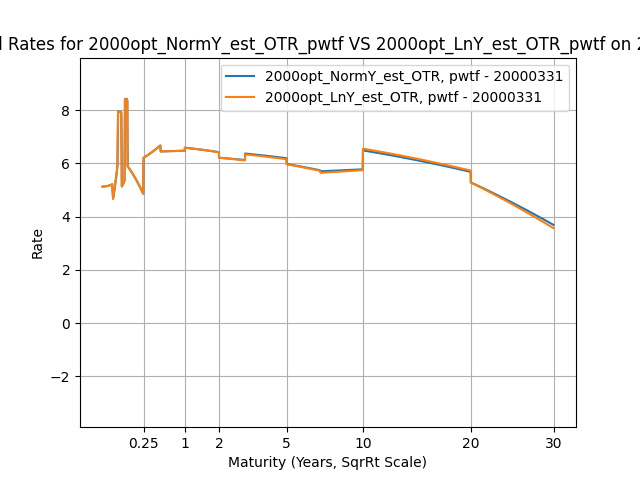 l Rates for 2000opt_NormY_est_OTR_pwtf VS 2000opt_LnY_est_OTR_pwtf on 2
2000opt_NormY_est_OTR, pwtf - 20000331
2000opt_LnY_est_OTR, pwtf - 20000331
8
6
4
2
0
−2
Rate
0.25 1 2 5 10 20 30
Maturity (Years, SqrRt Scale)